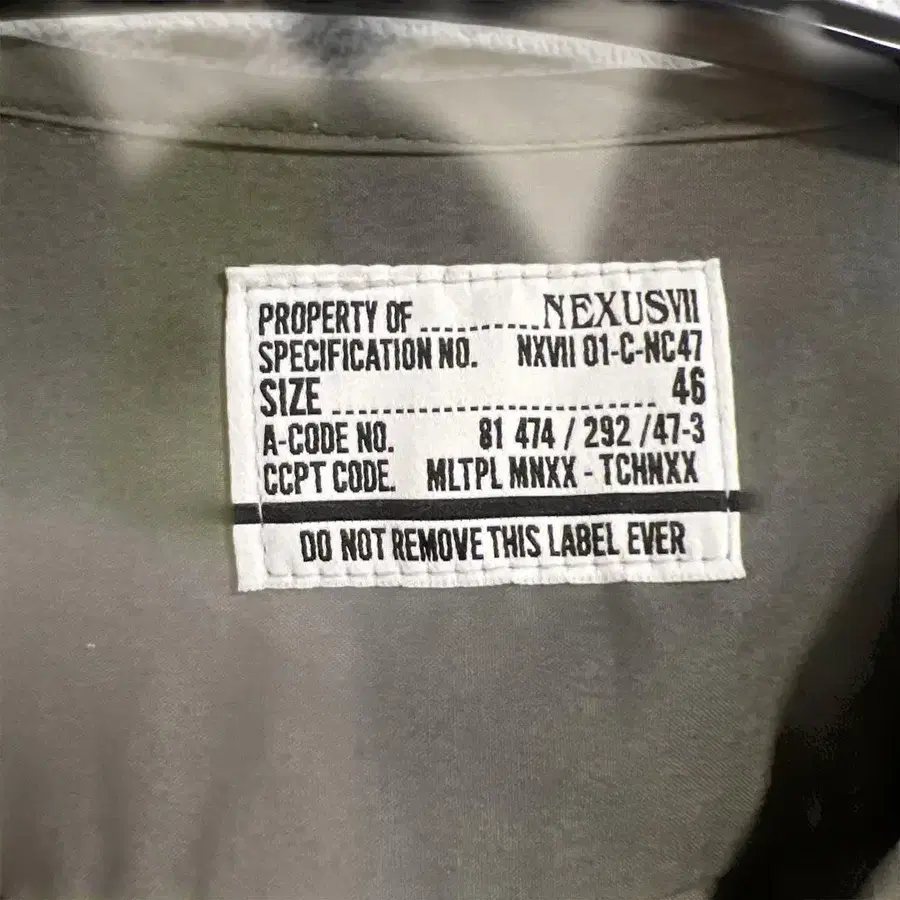 PROPERTY OF ............ NEXUSVII
SPECIFICATION NO. NXVII 01-C-NC47
SIZE .................................. 46
A-CODE NO. 81 474 / 292 / 47-3
CCPT CODE. MLTPL MNXX - TCHNXX
DO NOT REMOVE THIS LABEL EVER